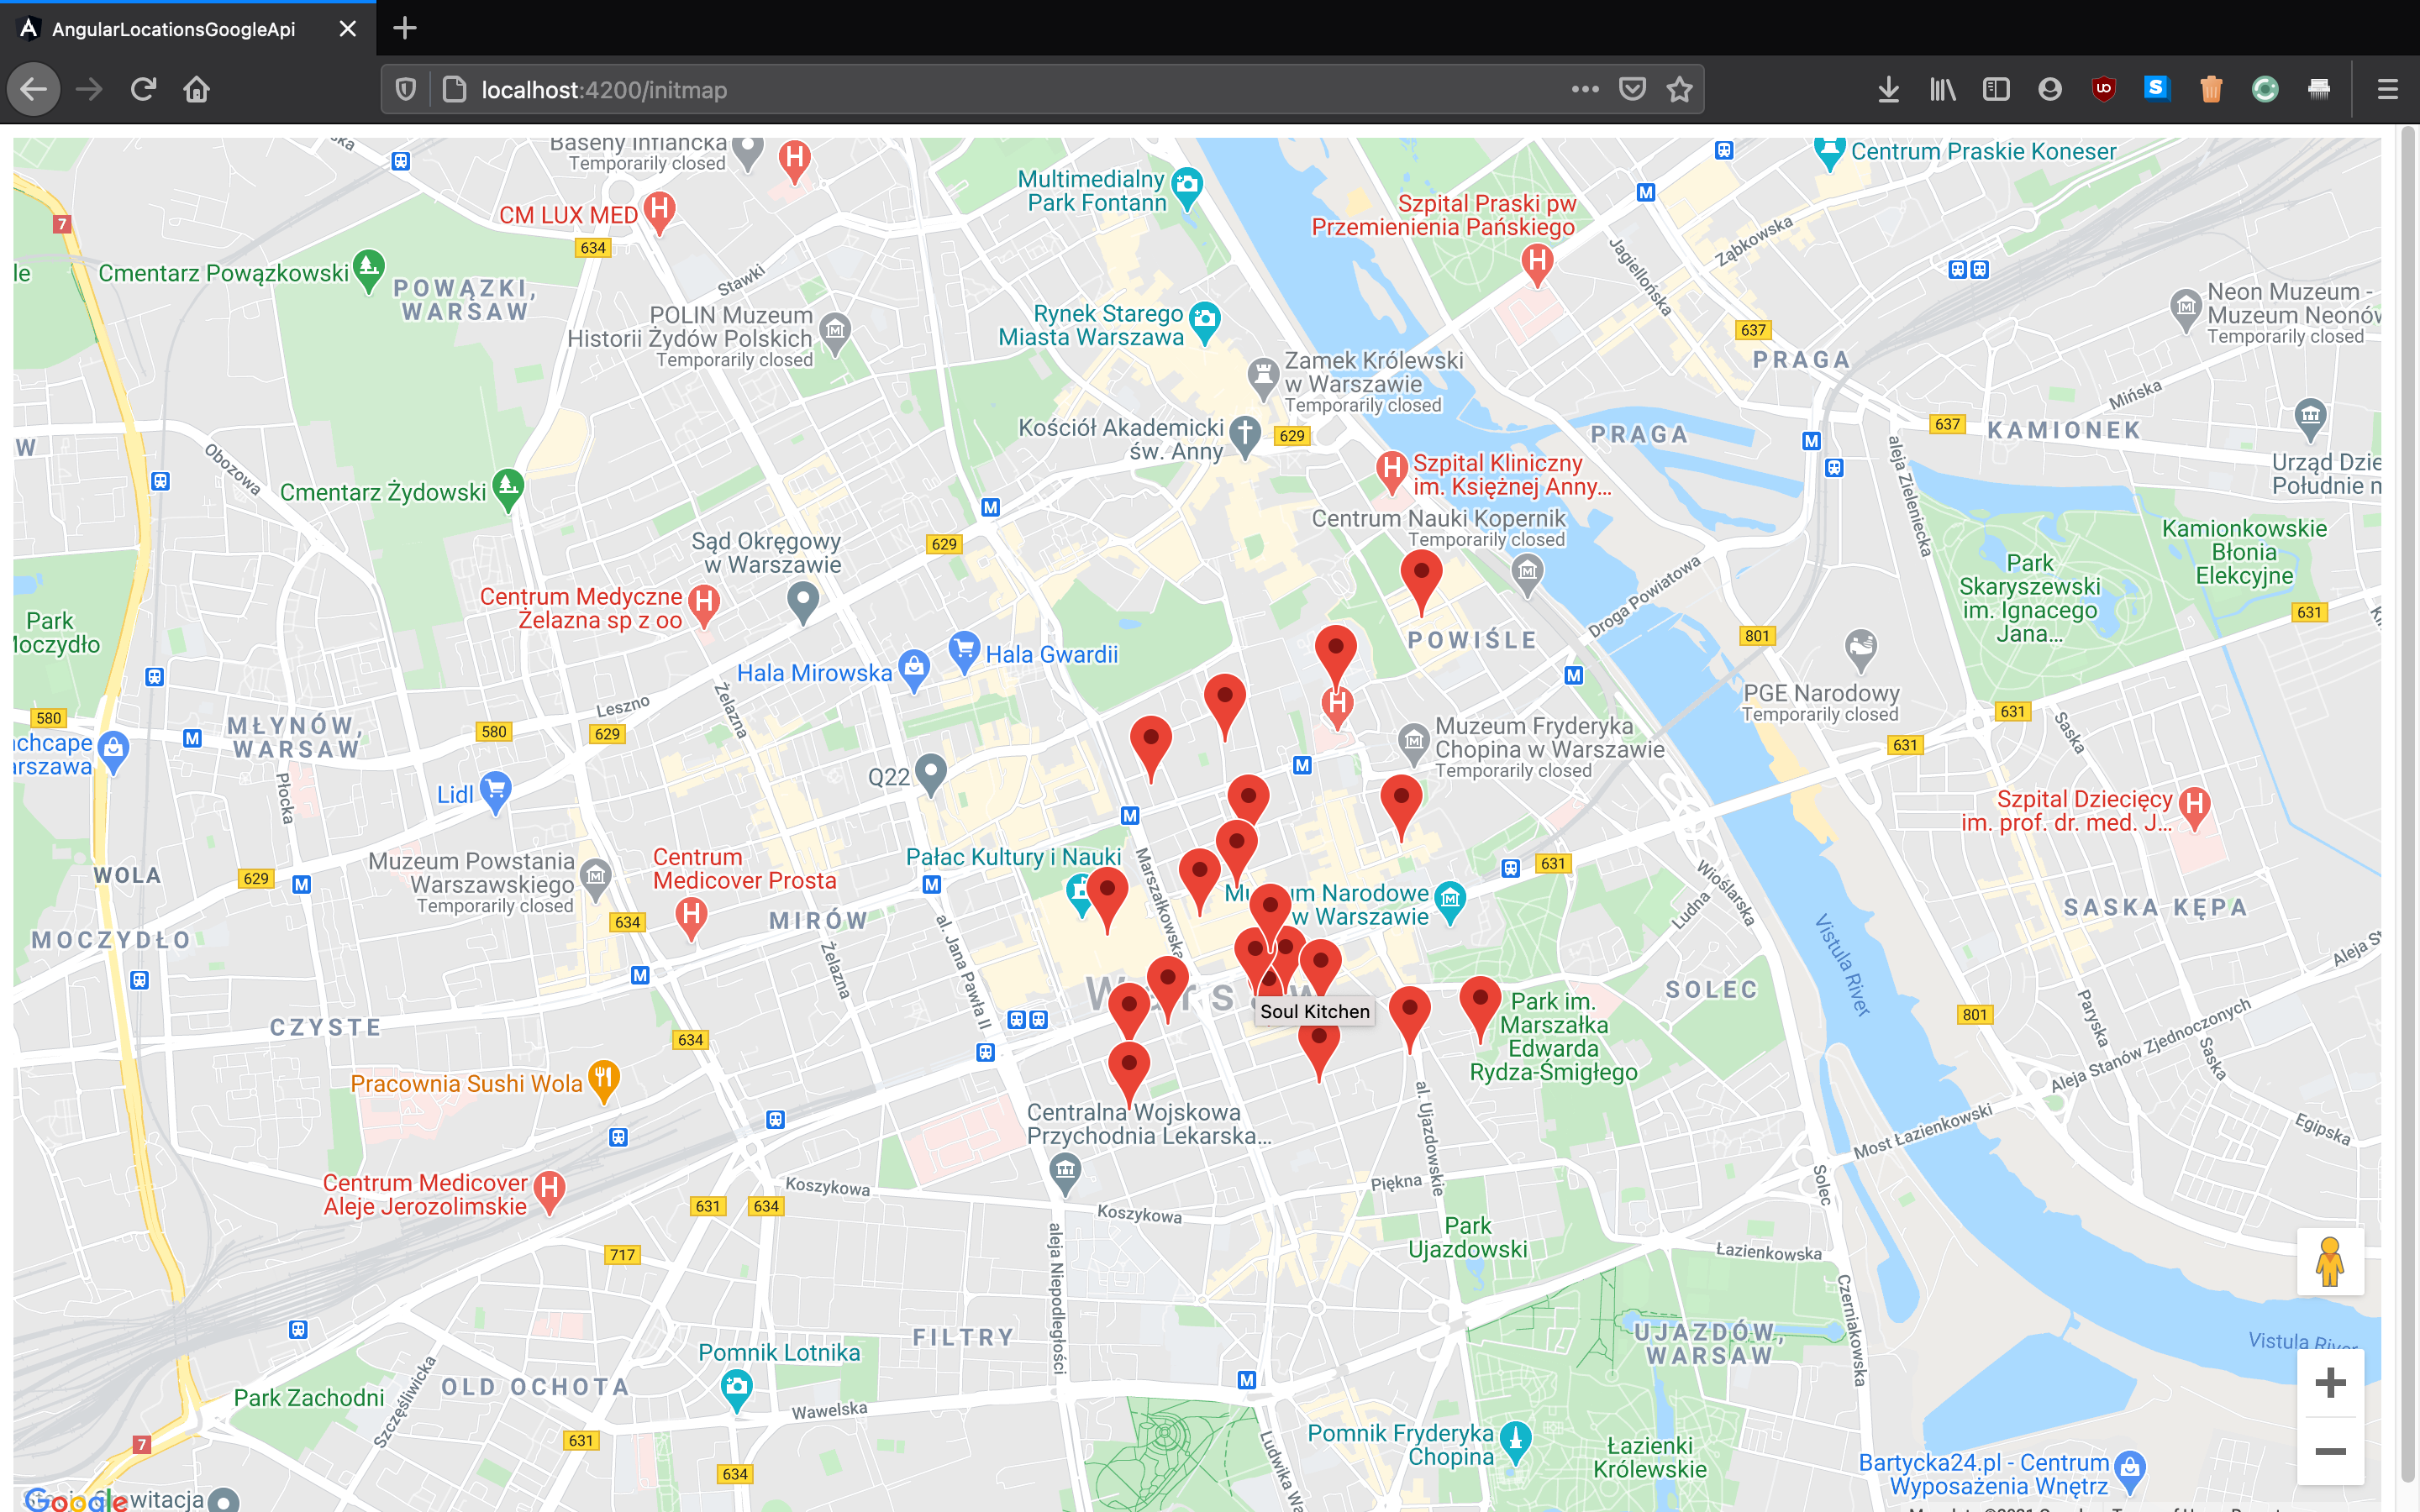 AngularLocationsGoogleApi
localhost:4200/initmap
Baseny Inflancka
Temporarily closed
CM LUX MED
634
7
Cmentarz Powązkowski
POWĄZKI,
WARSAW
Stawki
POLIN Muzeum
Historii Żydów Polskich
Temporarily closed
Multimedialny
Park Fontann
Rynek Starego
Miasta Warszawa
Zamek Królewski
w Warszawie
Temporarily closed
Kościół Akademicki
św. Anny
629
Szpital Praski pw
Przemienienia Pańskiego
Centrum Praskie Koneser
Jagiellońska
Ząbkowska
637
PRAGA
PRAGA
Neon Muzeum -
Muzeum Neonów
Temporarily closed
Mińska
637
KAMIONEK
Urząd Dzie
Południe n
aleja Zieleniecka
Kamionkowskie
Błonia
Elekcyjne
Park
Skaryszewski
im. Ignacego
Jana...
631
Obozowa
Cmentarz Żydowski
Sąd Okręgowy
w Warszawie
629
Centrum Medyczne
Żelazna sp z oo
Hala Mirowska
Hala Gwardii
Szpital Kliniczny
im. Księżnej Anny...
Centrum Nauki Kopernik
Temporarily closed
POWIŚLE
Droga Powiatowa
801
PGE Narodowy
Temporarily closed
631
631
Saska
Park
Moczydło
580
MŁYNÓW,
WARSAW
580
Leszno
629
Żelazna
Płocka
Lidl
Q22
Muzeum Fryderyka
Chopina w Warszawie
Temporarily closed
Szpital Dziecięcy
im. prof. dr. med. J...
WOLA
629
Muzeum Powstania
Warszawskiego
Temporarily closed
Centrum
Medicover Prosta
634
MIRÓW
Pałac Kultury i Nauki
Marszałkowska
Narodowe
w Warszawie
631
Wioślarska
Ludna
Vistula River
SASKA KĘPA
MOCZYDŁO
Żelazna
al. Jana Pawła II
Soul Kitchen
SOLEC
801
Paryska
Saska
Aleja Stanów Zjednoczonych
CZYSTE
634
Pracownia Sushi Wola
Park im.
Marszałka
Edwarda
Rydza-Śmigłego
al. Ujazdowskie
Centralna Wojskowa
Przychodnia Lekarska...
Most Łazienkowski
Egipska
Centrum Medicover
Aleje Jerozolimskie
Koszykowa
Koszykowa
Piękna
Solec
631
634
717
aleja Niepodległości
Park
Ujazdowski
Łazienkowska
Czerniakowska
FILTRY
UJAZDÓW,
WARSAW
Vistula River
Pomnik Lotnika
OLD OCHOTA
Park Zachodni
Szczęśliwicka
Wawelska
7
631
634
Pomnik Fryderyka
Chopina
Łazienki
Królewskie
Bartycka24.pl - Centrum
Wyposażenia Wnętrz
Google